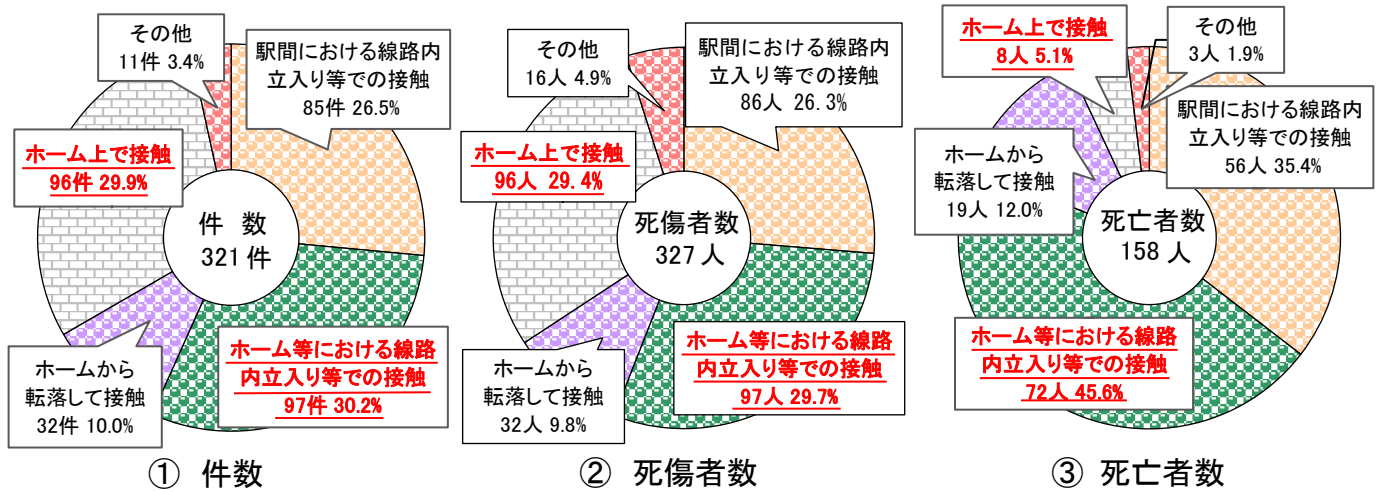 その他
11件 3.4%
駅間における線路内
立入り等での接触
85件 26.5%
ホーム上で接触
96件 29.9%
件 数
321 件
ホームから
転落して接触
32件 10.0%
ホーム等における線路
内立入り等での接触
97件 30.2%
① 件数
その他
16人 4.9%
駅間における線路内
立入り等での接触
86人 26.3%
ホーム上で接触
96人 29.4%
死傷者数
327 人
ホームから
転落して接触
32人 9.8%
ホーム等における線路
内立入り等での接触
97人 29.7%
② 死傷者数
ホーム上で接触
8人 5.1%
その他
3人 1.9%
駅間における線路内
立入り等での接触
56人 35.4%
ホームから
転落して接触
19人 12.0%
死亡者数
158 人
ホーム等における線路
内立入り等での接触
72人 45.6%
③ 死亡者数